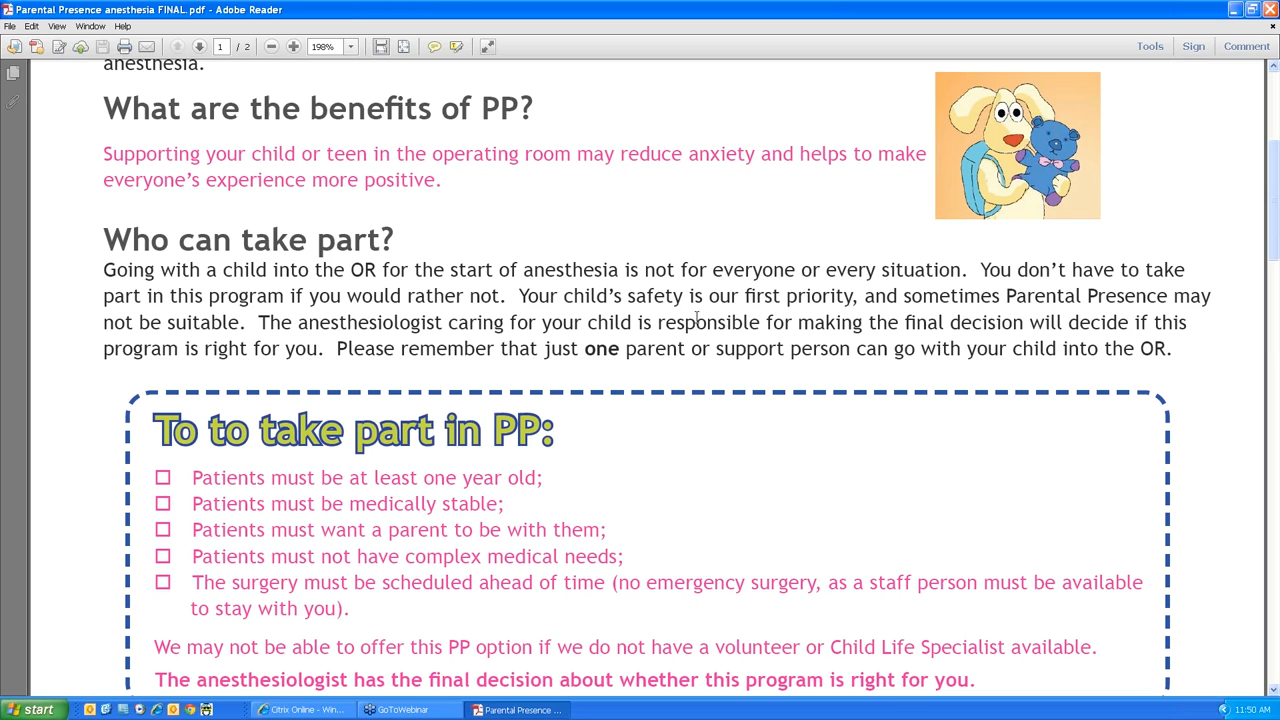 Parental Presence anesthesia FINAL.pdf - Adobe Reader
File Edit View Window Help
1 / 2 198% Tools Sign Comment
anesthesia.
What are the benefits of PP?
Supporting your child or teen in the operating room may reduce anxiety and helps to make
everyone's experience more positive.
Who can take part?
Going with a child into the OR for the start of anesthesia is not for everyone or every situation. You don't have to take
part in this program if you would rather not. Your child's safety is our first priority, and sometimes Parental Presence may
not be suitable. The anesthesiologist caring for your child is responsible for making the final decision will decide if this
program is right for you. Please remember that just one parent or support person can go with your child into the OR.
To to take part in PP:
Patients must be at least one year old;
Patients must be medically stable;
Patients must want a parent to be with them;
Patients must not have complex medical needs;
The surgery must be scheduled ahead of time (no emergency surgery, as a staff person must be available
to stay with you).
We may not be able to offer this PP option if we do not have a volunteer or Child Life Specialist available.
The anesthesiologist has the final decision about whether this program is right for you.
start Citrix Online - Win... GoToWebinar Parental Presence ... 11:50 AM